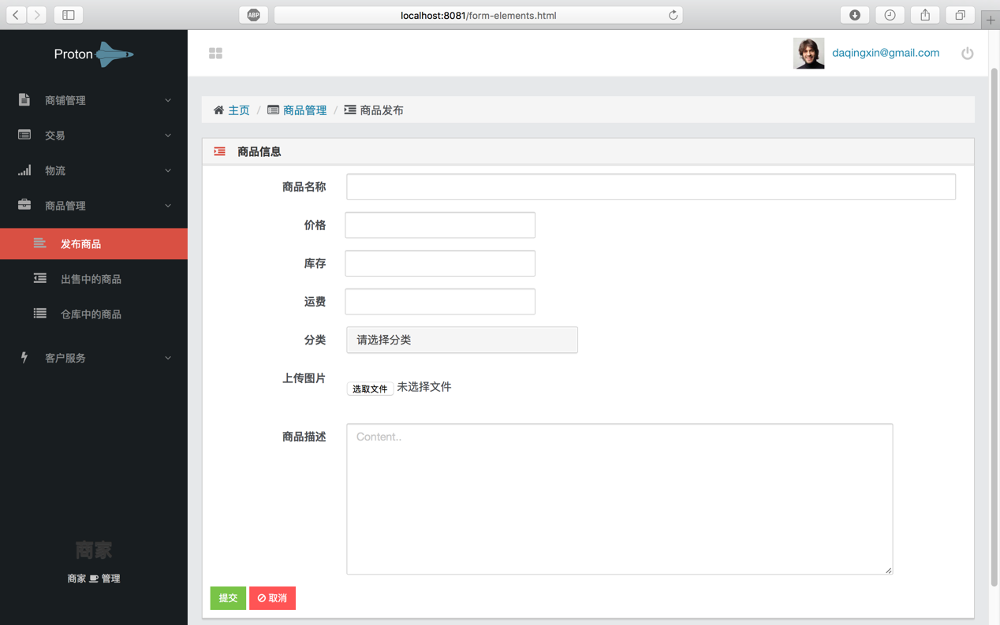 ABP
localhost:8081/form-elements.html
Proton
daqingxin@gmail.com
商铺管理
交易
物流
商品管理
发布商品
出售中的商品
仓库中的商品
客户服务
商家
商家 管理
主页 / 商品管理 / 商品发布
商品信息
商品名称
价格
库存
运费
分类 请选择分类
上传图片 选取文件 未选择文件
商品描述 Content..
提交 取消